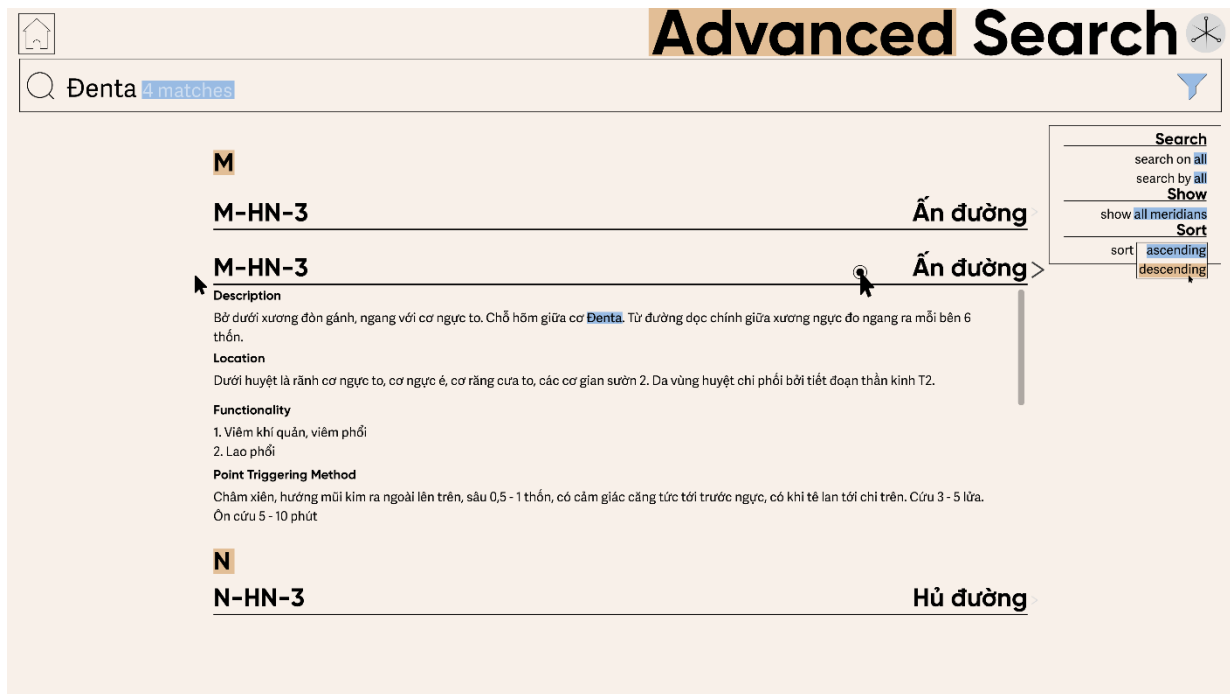 Advanced Search
Đenta 4 matches
Search
search on all
search by all
Show
show all meridians
Sort
sort ascending
descending
M
M-HN-3 Ấn đường
M-HN-3 Ấn đường
Description
Bở dưới xương đòn gánh, ngang với cơ ngực to. Chỗ hõm giữa cơ Đenta. Từ đường dọc chính giữa xương ngực đo ngang ra mỗi bên 6
thốn.
Location
Dưới huyệt là rãnh cơ ngực to, cơ ngực é, cơ răng cưa to, các cơ gian sườn 2. Da vùng huyệt chi phối bởi tiết đoạn thần kinh T2.
Functionality
1. Viêm khí quản, viêm phổi
2. Lao phổi
Point Triggering Method
Châm xiên, hướng mũi kim ra ngoài lên trên, sâu 0,5 - 1 thốn, có cảm giác căng tức tới trước ngực, có khi tê lan tới chi trên. Cứu 3 - 5 lửa.
Ôn cứu 5 - 10 phút
N
N-HN-3 Hủ đường